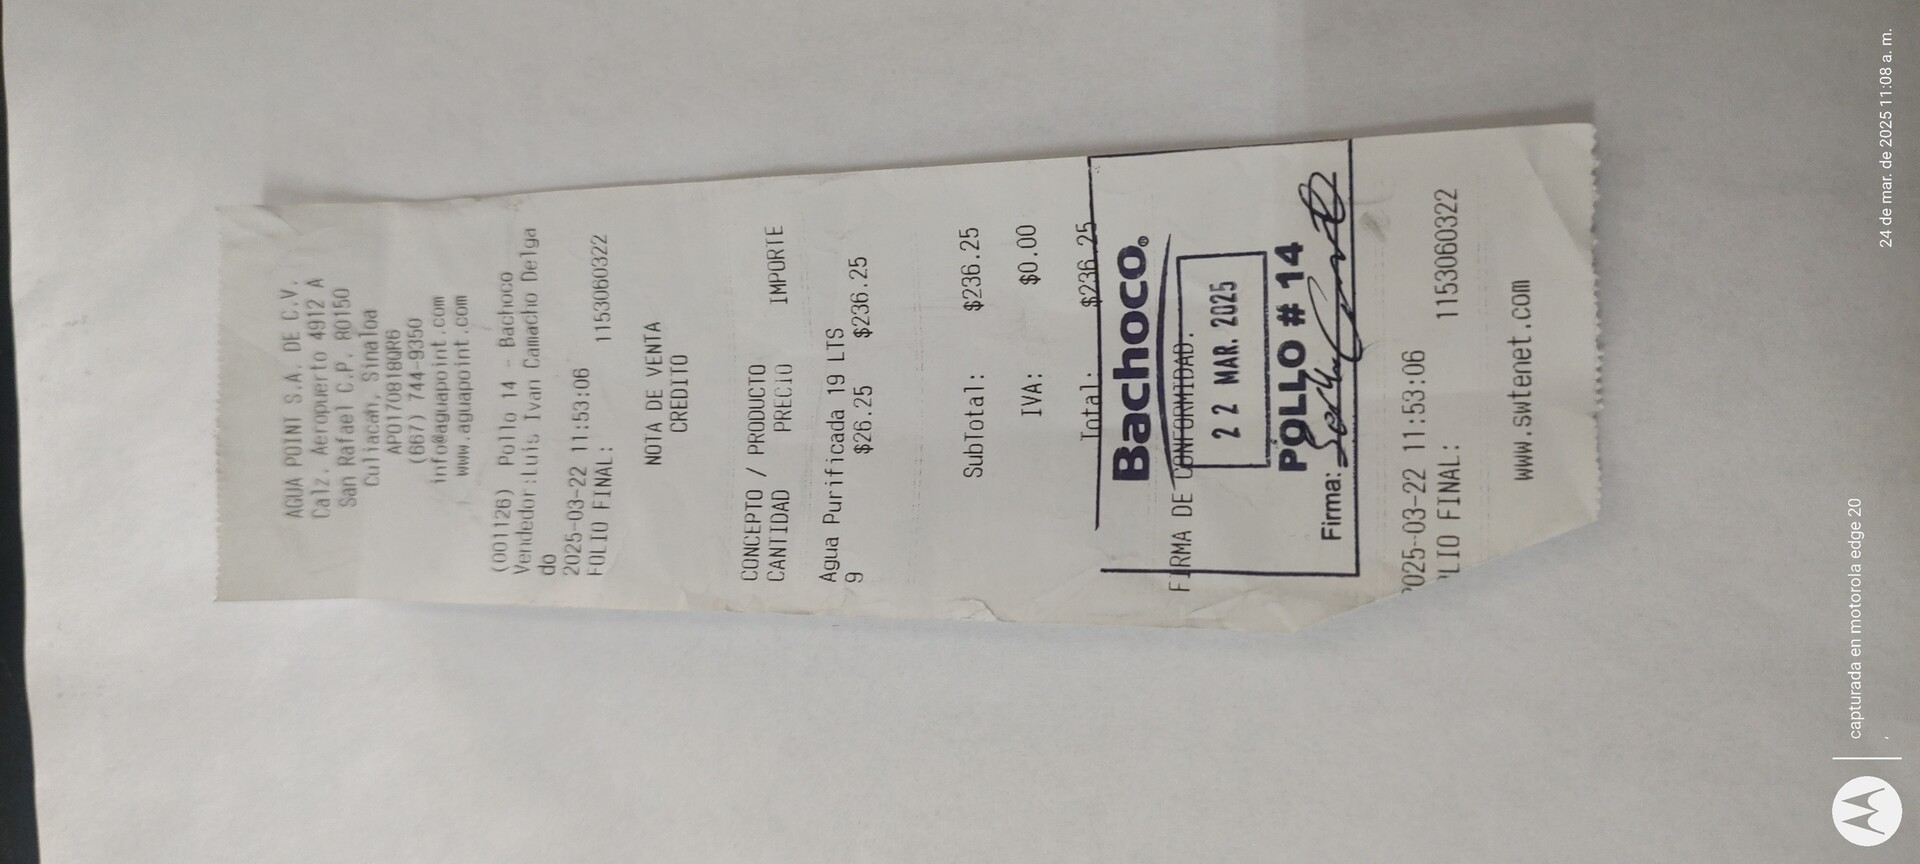 AGUA POINT S.A. DE C.V.
Calz. Aeropuerto 4912 A
San Rafael C.P. 80150
Culiacan, Sinaloa
APO170818QR6
(667) 744-9350
info@aguapoint.com
www.aguapoint.com
(001126) Pollo 14 - Bachoco
Vendedor:Luis Ivan Camacho Delga
do
2025-03-22 11:53:06
FOLIO FINAL: 1153060322
NOTA DE VENTA
CREDITO
CONCEPTO / PRODUCTO
CANTIDAD PRECIO IMPORTE
Agua Purificada 19 LTS
9 $26.25 $236.25
SubTotal: $236.25
IVA: $0.00
Total: $236.25
Bachoco®
FIRMA DE CONFORMIDAD:
22 MAR. 2025
POLLO # 14
Firma:
2025-03-22 11:53:06
OLIO FINAL: 1153060322
www.swtenet.com
capturada en motorola edge 20
,
24 de mar. de 2025 11:08 a. m.